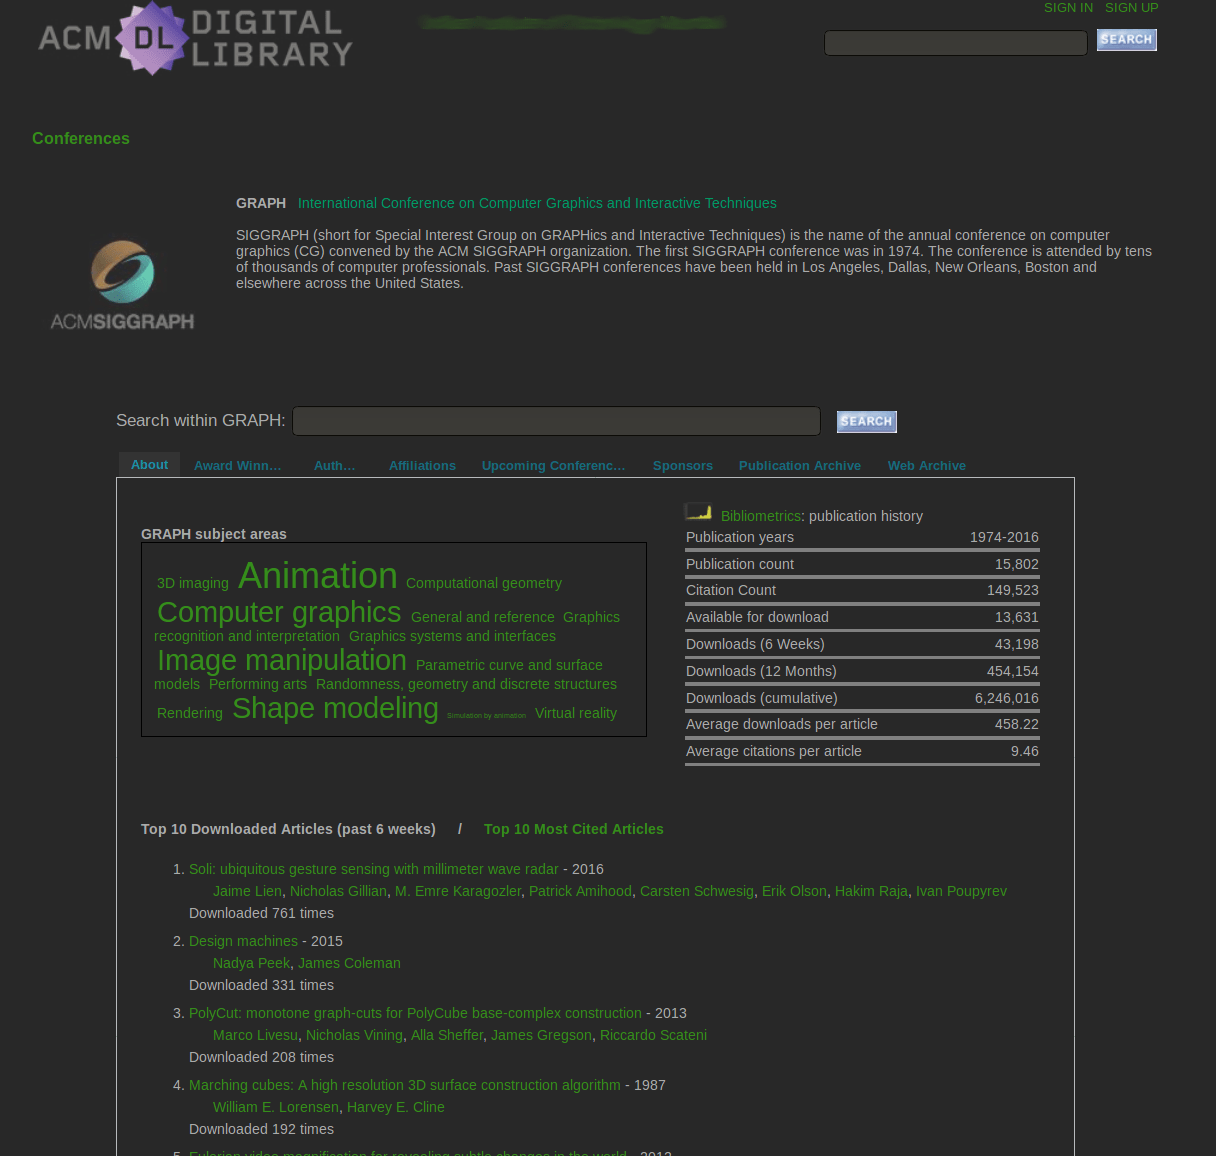 ACM DL DIGITAL LIBRARY
SIGN IN SIGN UP
SEARCH
Conferences
GRAPH International Conference on Computer Graphics and Interactive Techniques
SIGGRAPH (short for Special Interest Group on GRAPHics and Interactive Techniques) is the name of the annual conference on computer
graphics (CG) convened by the ACM SIGGRAPH organization. The first SIGGRAPH conference was in 1974. The conference is attended by tens
of thousands of computer professionals. Past SIGGRAPH conferences have been held in Los Angeles, Dallas, New Orleans, Boston and
elsewhere across the United States.
ACMSIGGRAPH
Search within GRAPH: SEARCH
About Award Winn... Auth... Affiliations Upcoming Conferenc... Sponsors Publication Archive Web Archive
GRAPH subject areas
3D imaging Animation Computational geometry
Computer graphics General and reference Graphics
recognition and interpretation Graphics systems and interfaces
Image manipulation Parametric curve and surface
models Performing arts Randomness, geometry and discrete structures
Rendering Shape modeling Simulation by animation Virtual reality
Bibliometrics: publication history
Publication years 1974-2016
Publication count 15,802
Citation Count 149,523
Available for download 13,631
Downloads (6 Weeks) 43,198
Downloads (12 Months) 454,154
Downloads (cumulative) 6,246,016
Average downloads per article 458.22
Average citations per article 9.46
Top 10 Downloaded Articles (past 6 weeks) / Top 10 Most Cited Articles
1. Soli: ubiquitous gesture sensing with millimeter wave radar - 2016
Jaime Lien, Nicholas Gillian, M. Emre Karagozler, Patrick Amihood, Carsten Schwesig, Erik Olson, Hakim Raja, Ivan Poupyrev
Downloaded 761 times
2. Design machines - 2015
Nadya Peek, James Coleman
Downloaded 331 times
3. PolyCut: monotone graph-cuts for PolyCube base-complex construction - 2013
Marco Livesu, Nicholas Vining, Alla Sheffer, James Gregson, Riccardo Scateni
Downloaded 208 times
4. Marching cubes: A high resolution 3D surface construction algorithm - 1987
William E. Lorensen, Harvey E. Cline
Downloaded 192 times
5. Eulerian video magnification for revealing subtle changes in the world - 2012